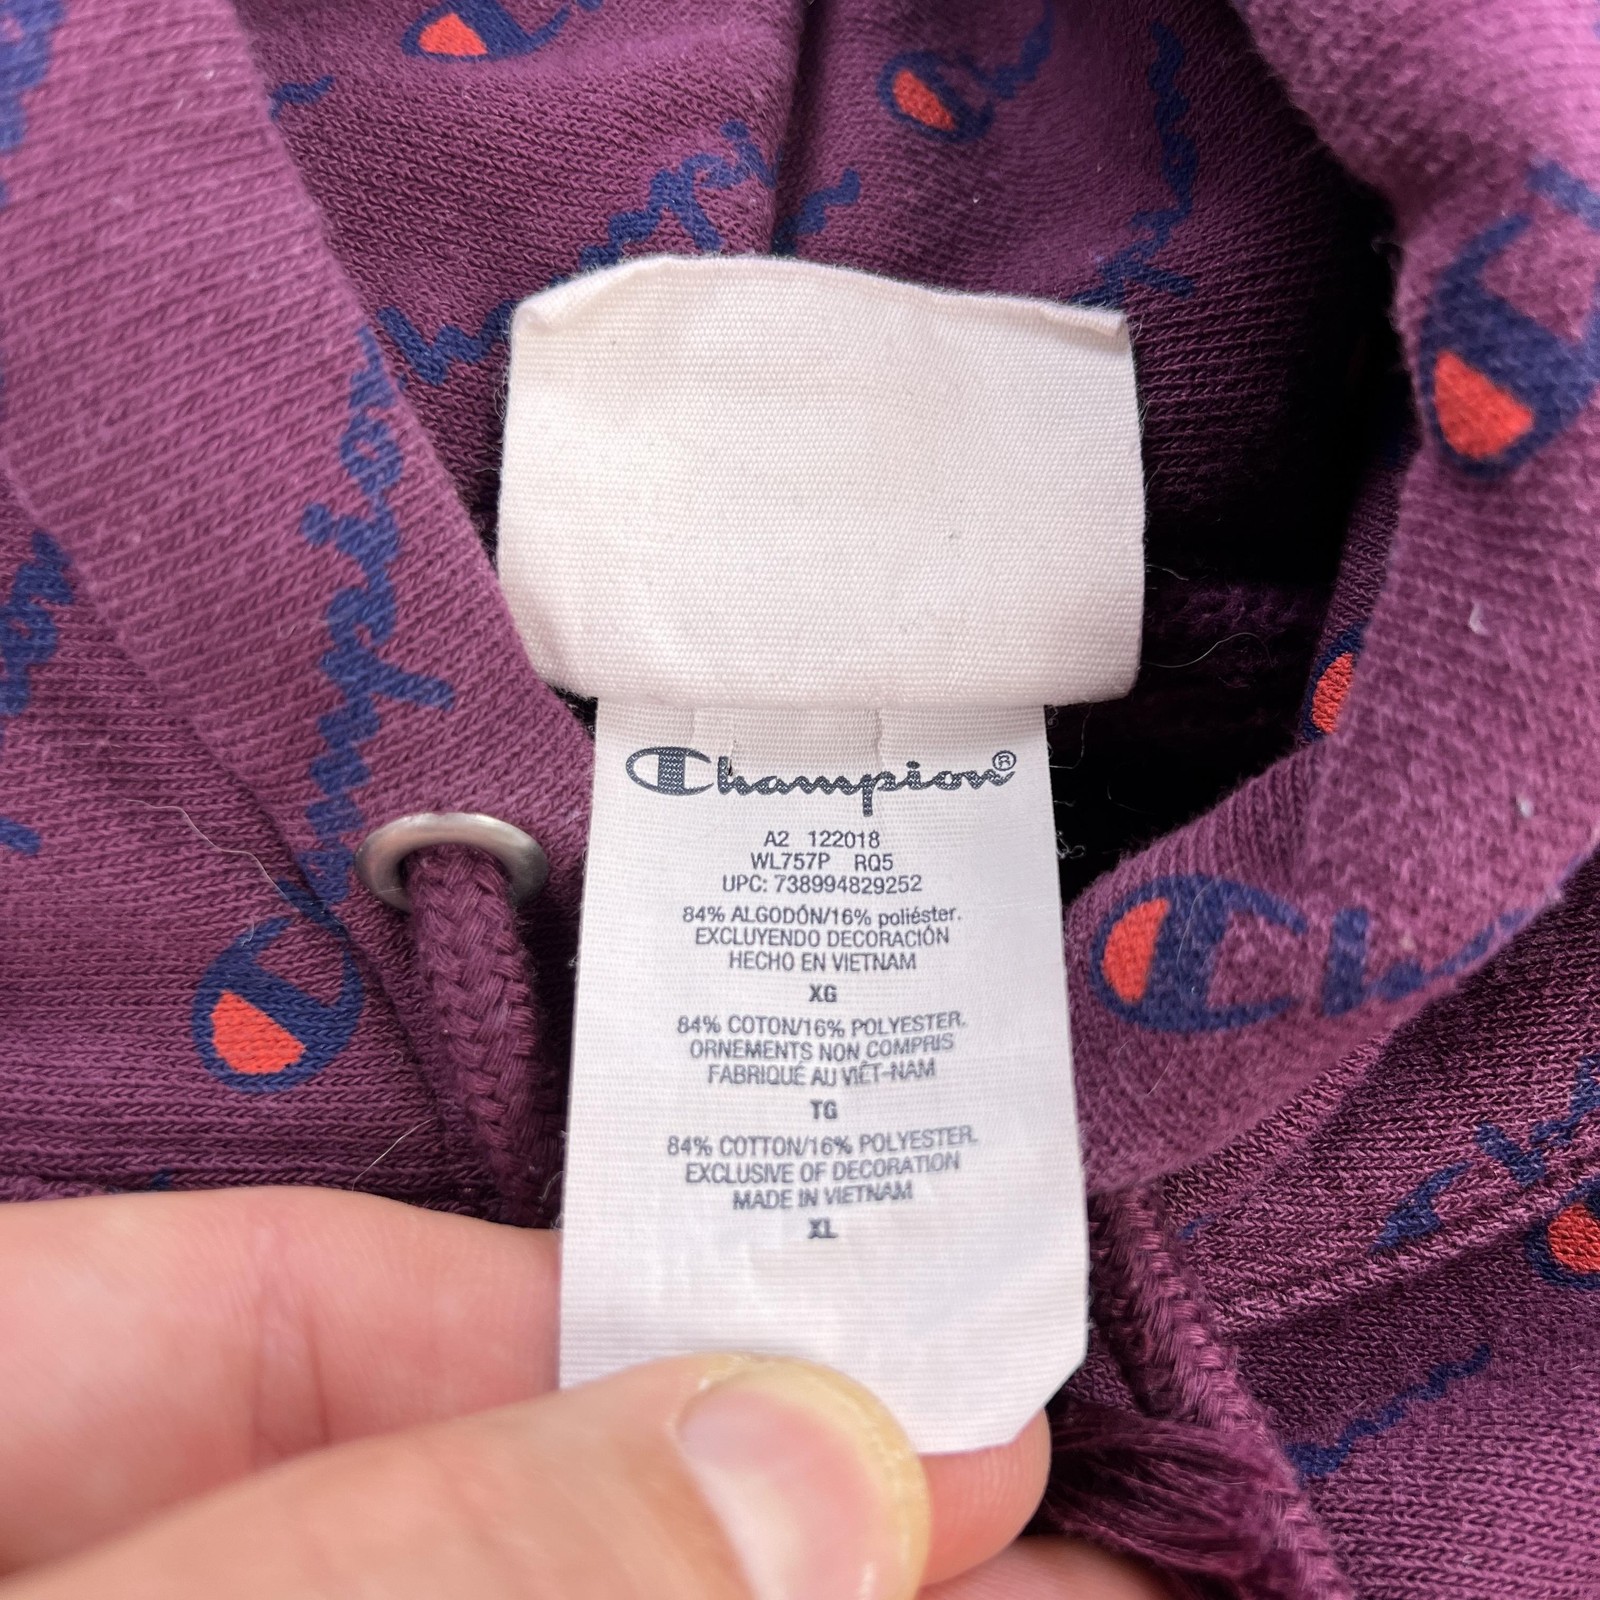 Champion®
A2 122018
WL757P RQ5
UPC: 738994829252
84% ALGODÓN/16% poliéster.
EXCLUYENDO DECORACIÓN
HECHO EN VIETNAM
XG
84% COTON/16% POLYESTER.
ORNEMENTS NON COMPRIS
FABRIQUÉ AU VIÊT-NAM
TG
84% COTTON/16% POLYESTER.
EXCLUSIVE OF DECORATION
MADE IN VIETNAM
XL
Champion